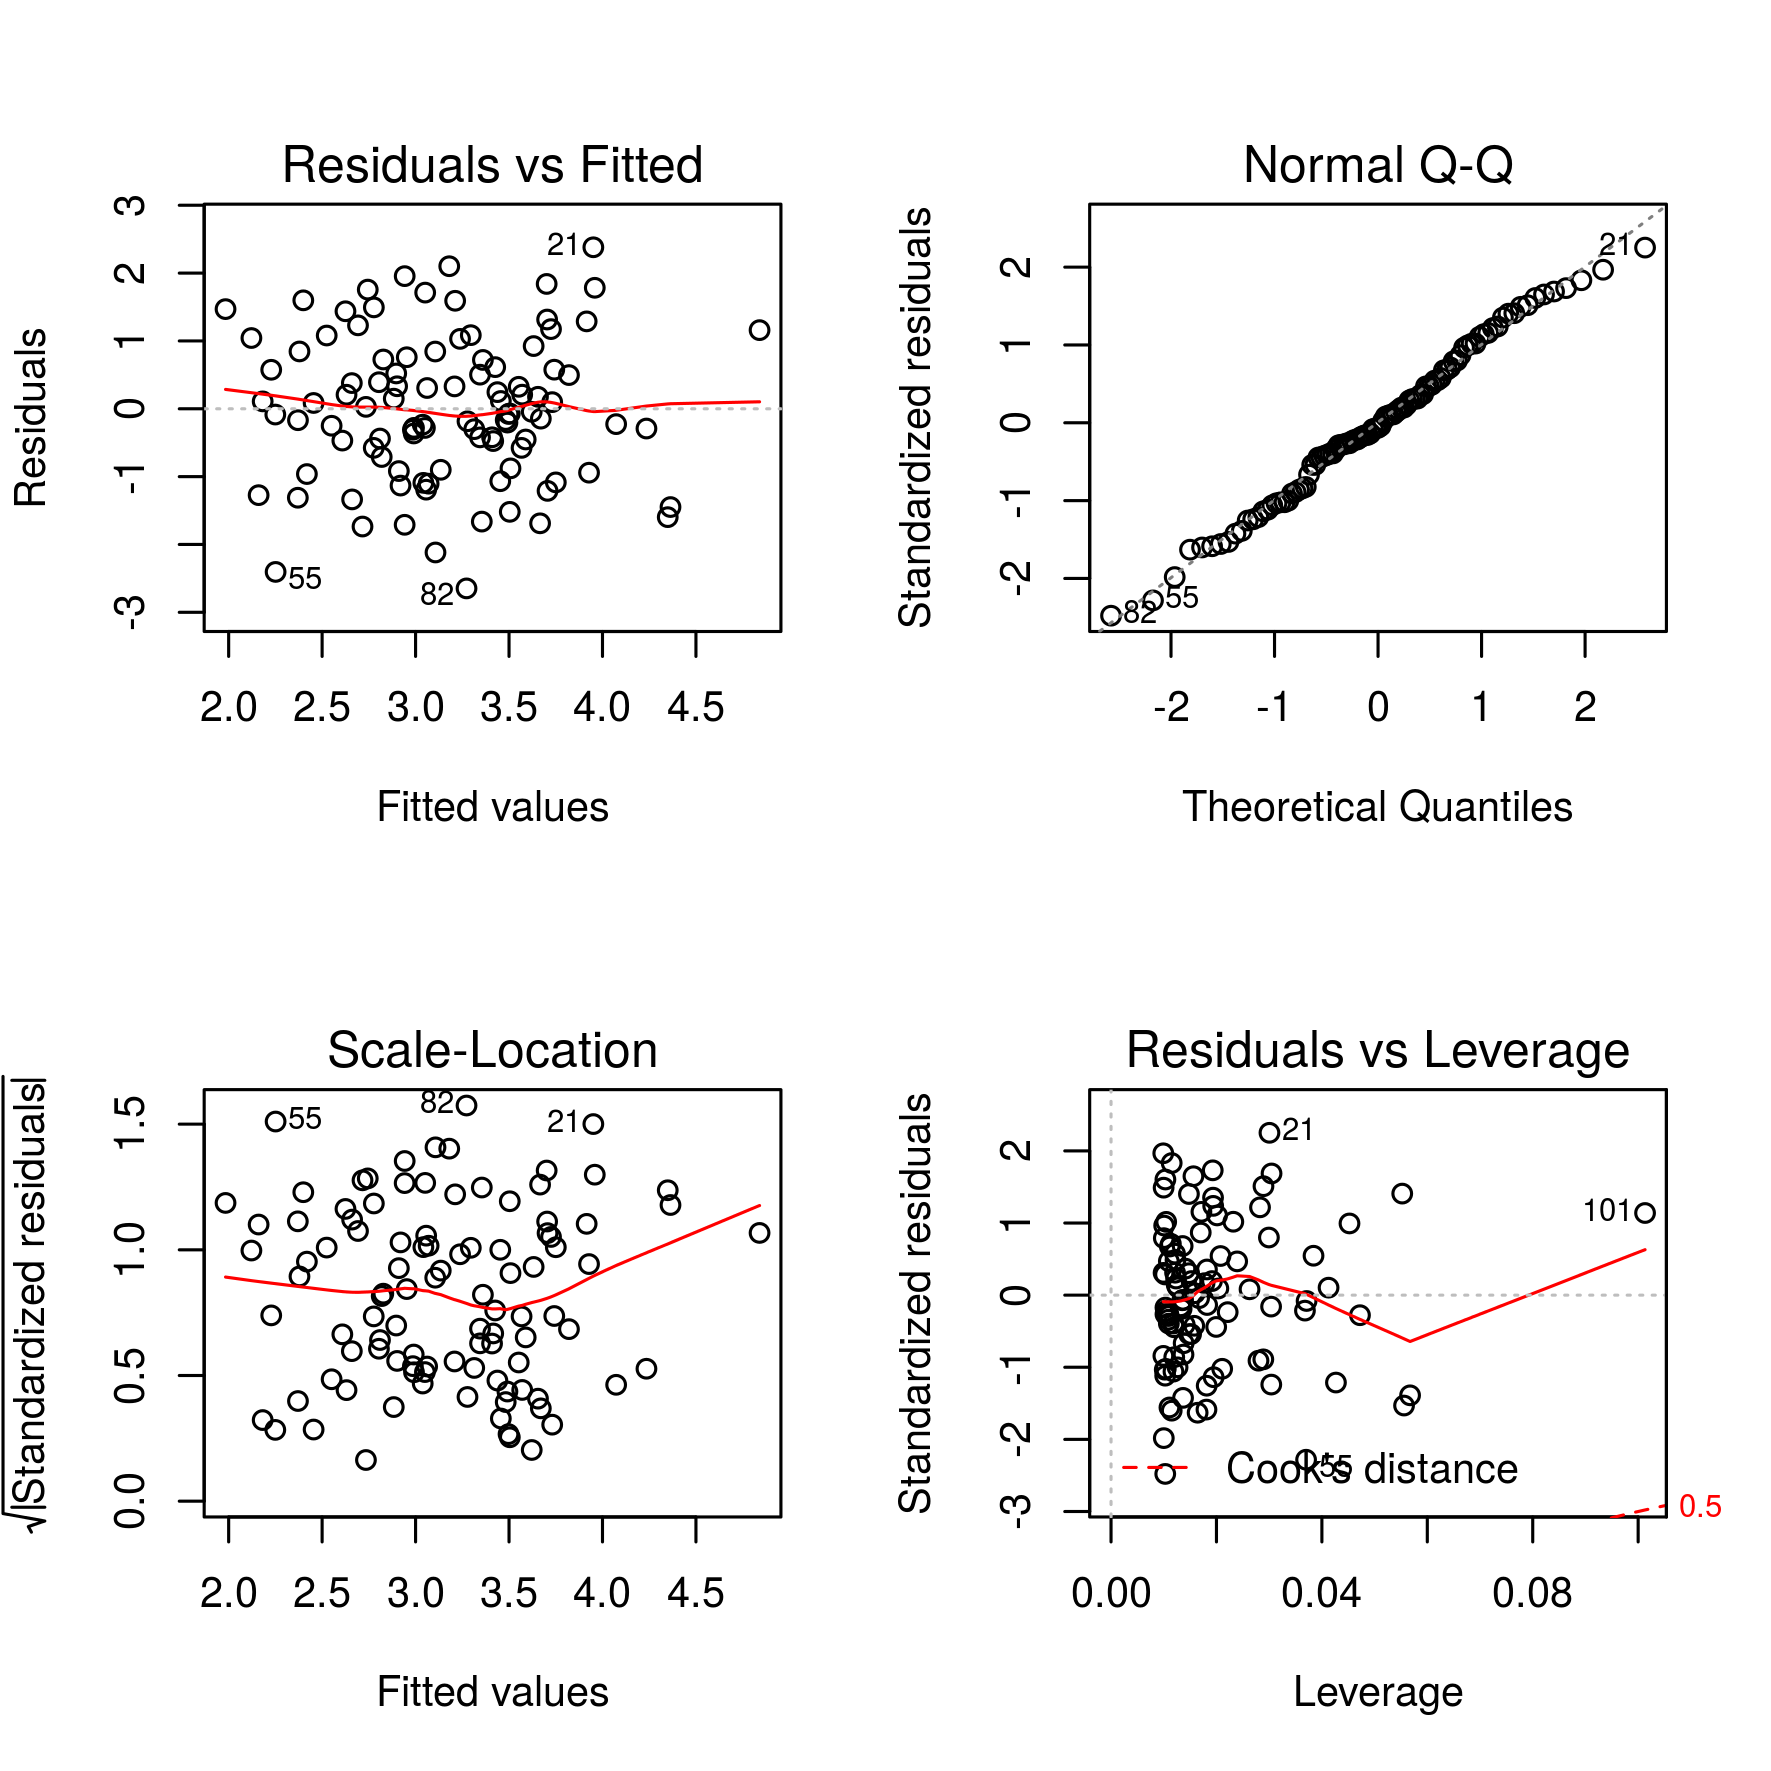 Residuals vs Fitted
Residuals
3
2
1
0
-1
-3
21
55
82
2.0 2.5 3.0 3.5 4.0 4.5
Fitted values
Normal Q-Q
Standardized residuals
2
1
0
-1
-2
21
82
55
-2 -1 0 1 2
Theoretical Quantiles
Scale-Location
√|Standardized residuals|
1.5
1.0
0.5
0.0
55
82
21
2.0 2.5 3.0 3.5 4.0 4.5
Fitted values
Residuals vs Leverage
Standardized residuals
2
1
0
-1
-2
-3
21
101
55
Cook's distance
0.5
0.00 0.04 0.08
Leverage